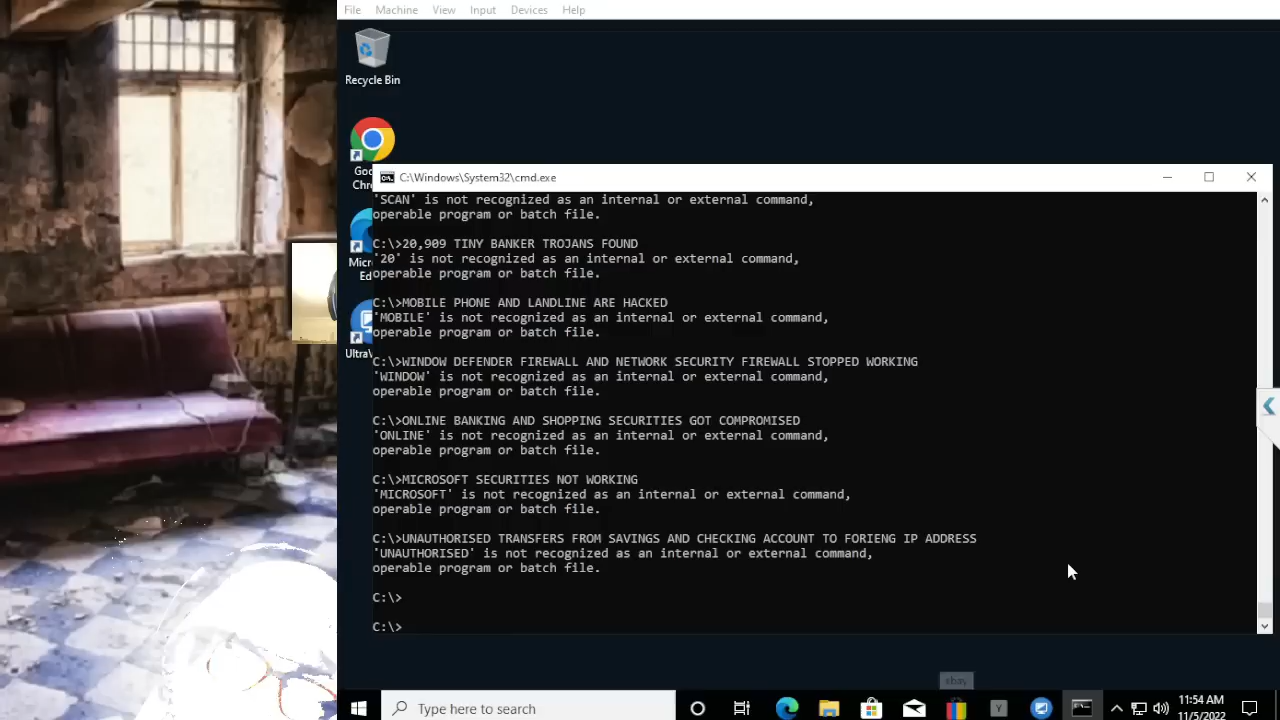 File Machine View Input Devices Help
Recycle Bin
C:\Windows\System32\cmd.exe
'SCAN' is not recognized as an internal or external command,
operable program or batch file.
C:\>20,909 TINY BANKER TROJANS FOUND
'20' is not recognized as an internal or external command,
operable program or batch file.
C:\>MOBILE PHONE AND LANDLINE ARE HACKED
'MOBILE' is not recognized as an internal or external command,
operable program or batch file.
C:\>WINDOW DEFENDER FIREWALL AND NETWORK SECURITY FIREWALL STOPPED WORKING
'WINDOW' is not recognized as an internal or external command,
operable program or batch file.
C:\>ONLINE BANKING AND SHOPPING SECURITIES GOT COMPROMISED
'ONLINE' is not recognized as an internal or external command,
operable program or batch file.
C:\>MICROSOFT SECURITIES NOT WORKING
'MICROSOFT' is not recognized as an internal or external command,
operable program or batch file.
C:\>UNAUTHORISED TRANSFERS FROM SAVINGS AND CHECKING ACCOUNT TO FORIENG IP ADDRESS
'UNAUTHORISED' is not recognized as an internal or external command,
operable program or batch file.
C:\>
C:\>
ebay
Type here to search
Y
11:54 AM
11/5/2022